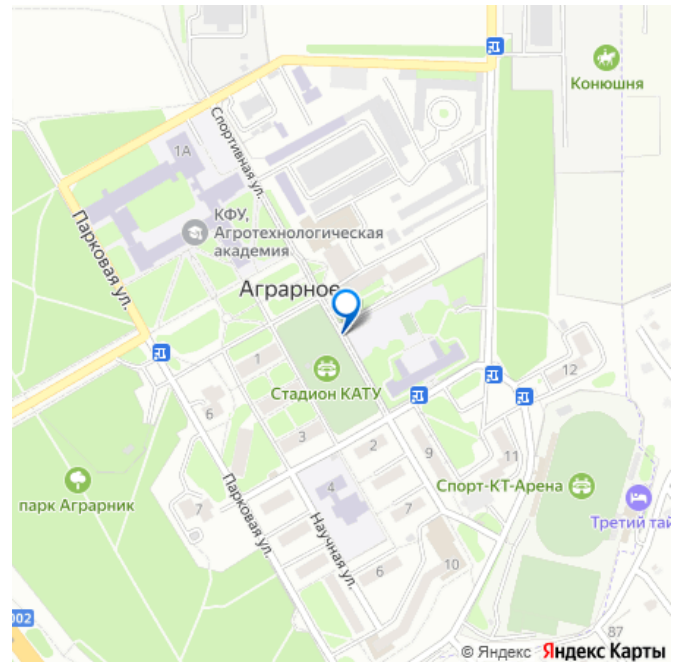 Конюшня
Спортивная ул.
1А
КФУ,
Агротехнологическая
академия
Парковая ул.
Аграрное
1
Стадион КАТУ
12
6
3
2
9
11
Спорт-КТ-Арена
парк Аграрник
7
Парковая ул.
4
7
Третий тай
Научная ул.
6
10
002
87
© Яндекс Яндекс Карты